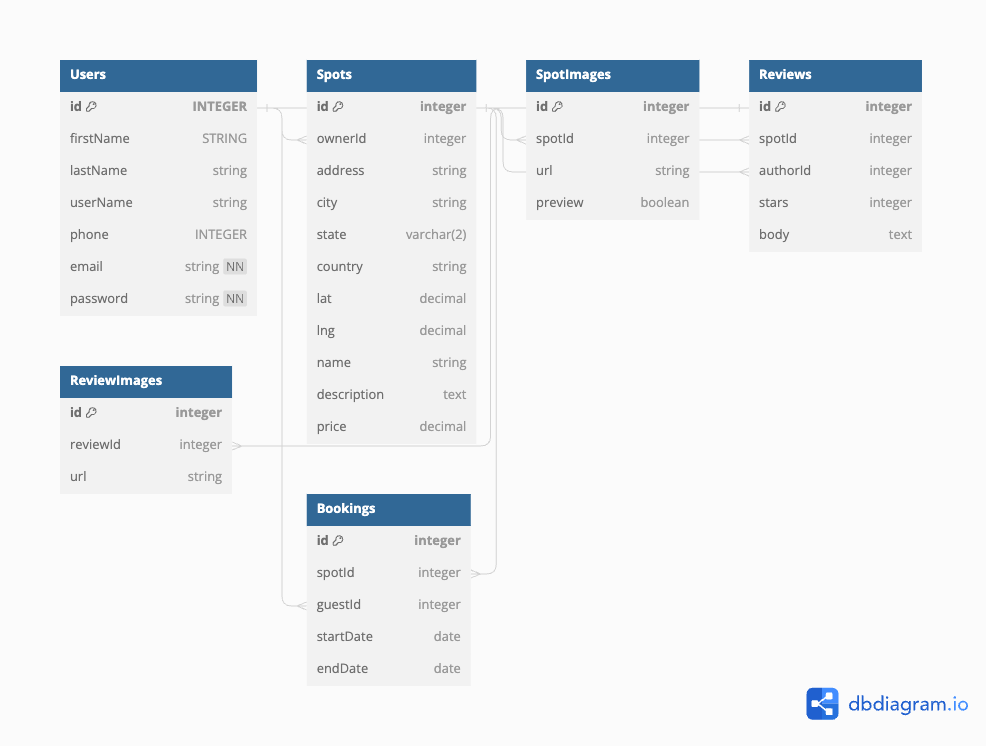 Users
id INTEGER
firstName STRING
lastName string
userName string
phone INTEGER
email string NN
password string NN
Spots
id integer
ownerId integer
address string
city string
state varchar(2)
country string
lat decimal
lng decimal
name string
description text
price decimal
SpotImages
id integer
spotId integer
url string
preview boolean
Reviews
id integer
spotId integer
authorId integer
stars integer
body text
ReviewImages
id integer
reviewId integer
url string
Bookings
id integer
spotId integer
guestId integer
startDate date
endDate date
dbdiagram.io